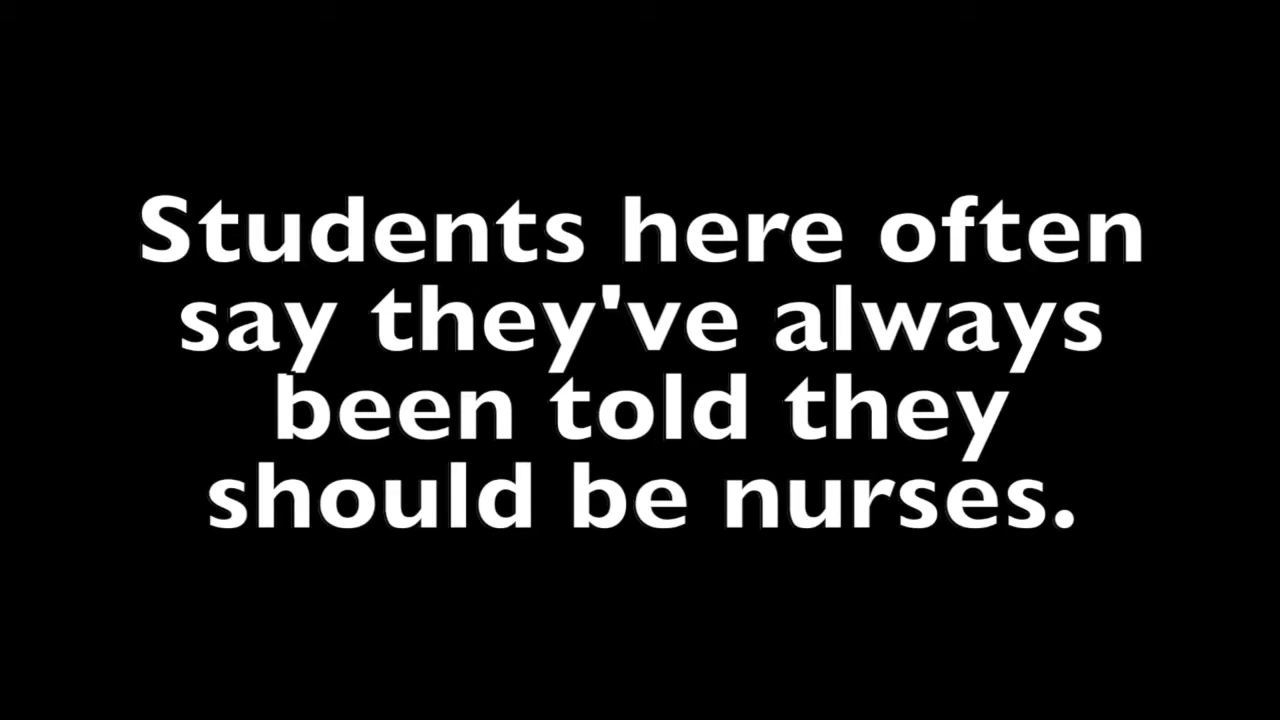 Students here often
say they've always
been told they
should be nurses.